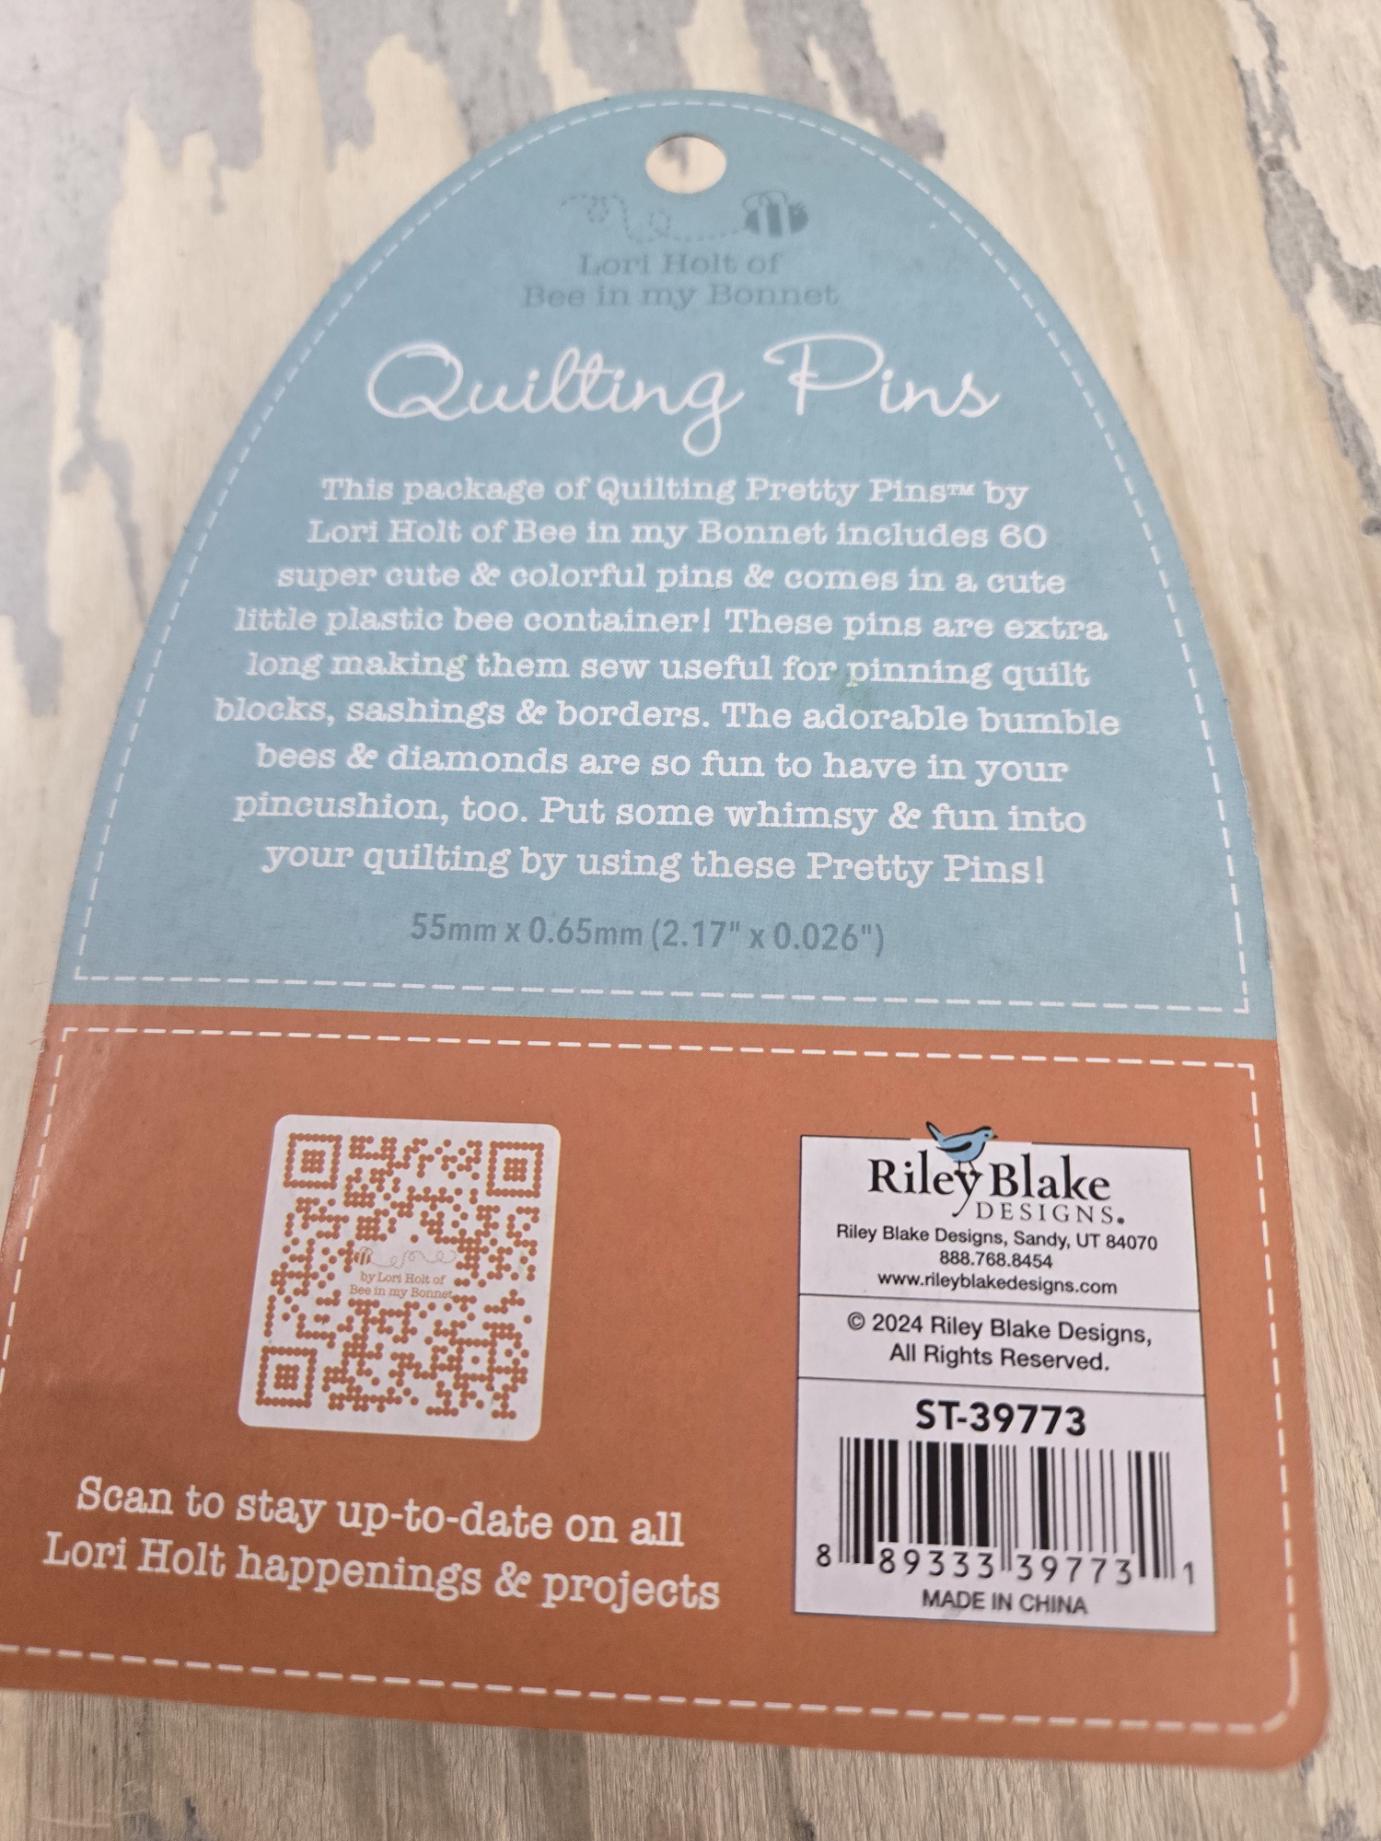 Lori Holt of
Bee in my Bonnet
Quilting Pins
This package of Quilting Pretty Pins™ by
Lori Holt of Bee in my Bonnet includes 60
super cute & colorful pins & comes in a cute
little plastic bee container! These pins are extra
long making them sew useful for pinning quilt
blocks, sashings & borders. The adorable bumble
bees & diamonds are so fun to have in your
pincushion, too. Put some whimsy & fun into
your quilting by using these Pretty Pins!
55mm x 0.65mm (2.17" x 0.026")
by Lori Holt of
Bee in my Bonnet
Scan to stay up-to-date on all
Lori Holt happenings & projects
Riley Blake
DESIGNS.
Riley Blake Designs, Sandy, UT 84070
888.768.8454
www.rileyblakedesigns.com
© 2024 Riley Blake Designs,
All Rights Reserved.
ST-39773
8 89333 39773 1
MADE IN CHINA